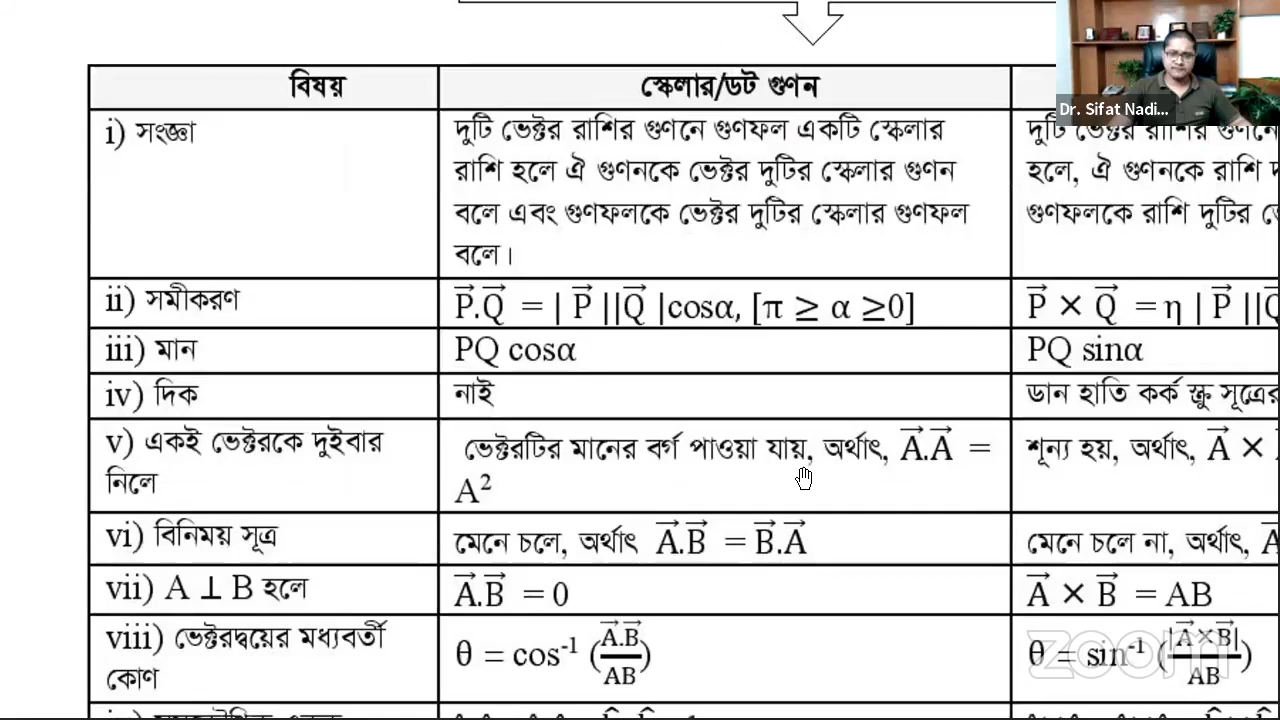 Dr. Sifat Nadi...
বিষয়
স্কেলার/ডট গুণন
i) সংজ্ঞা
দুটি ভেক্টর রাশির গুণনে গুণফল একটি স্কেলার
রাশি হলে ঐ গুণনকে ভেক্টর দুটির স্কেলার গুণন
বলে এবং গুণফলকে ভেক্টর দুটির স্কেলার গুণফল
বলে।
দুটি ভেক্টর রাশির গুণনে
হলে, ঐ গুণনকে রাশি
গুণফলকে রাশি দুটির
ii) সমীকরণ
P⃗.Q⃗ = | P⃗ ||Q⃗ |cosα, [π ≥ α ≥0]
P⃗ × Q⃗ = η | P⃗ ||
iii) মান
PQ cosα
PQ sinα
iv) দিক
নাই
ডান হাতি কর্ক স্ক্রু সূত্রের
v) একই ভেক্টরকে দুইবার
নিলে
ভেক্টরটির মানের বর্গ পাওয়া যায়, অর্থাৎ, A⃗.A⃗ =
A²
শূন্য হয়, অর্থাৎ, A⃗ ×
vi) বিনিময় সূত্র
মেনে চলে, অর্থাৎ A⃗.B⃗ = B⃗.A⃗
মেনে চলে না, অর্থাৎ,
vii) A ⊥ B হলে
A⃗.B⃗ = 0
A⃗ × B⃗ = AB
viii) ভেক্টরদ্বয়ের মধ্যবর্তী
কোণ
θ = cos⁻¹ (A⃗.B⃗/AB)
θ = sin⁻¹ (|A⃗×B⃗|/AB)
zoom